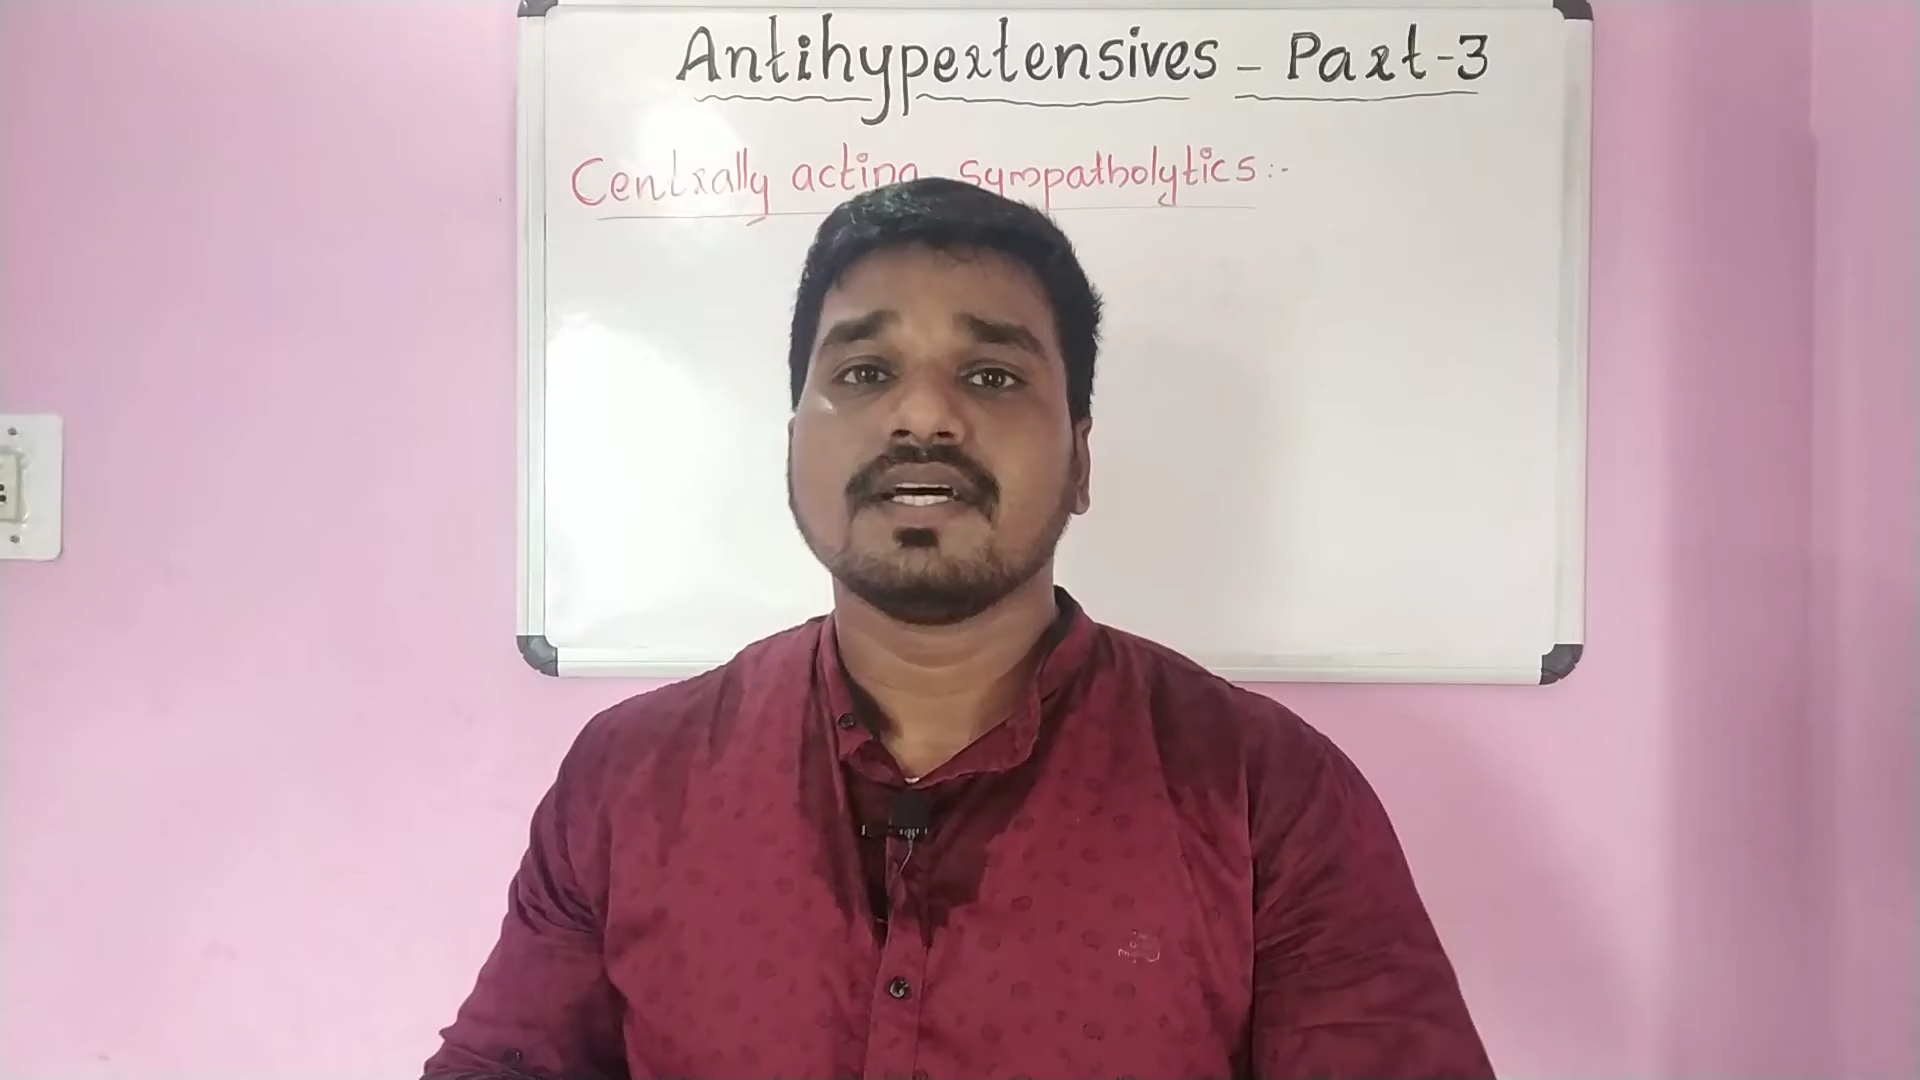 Antihypertensives - Part-3
Centrally acting sympatholytics:-